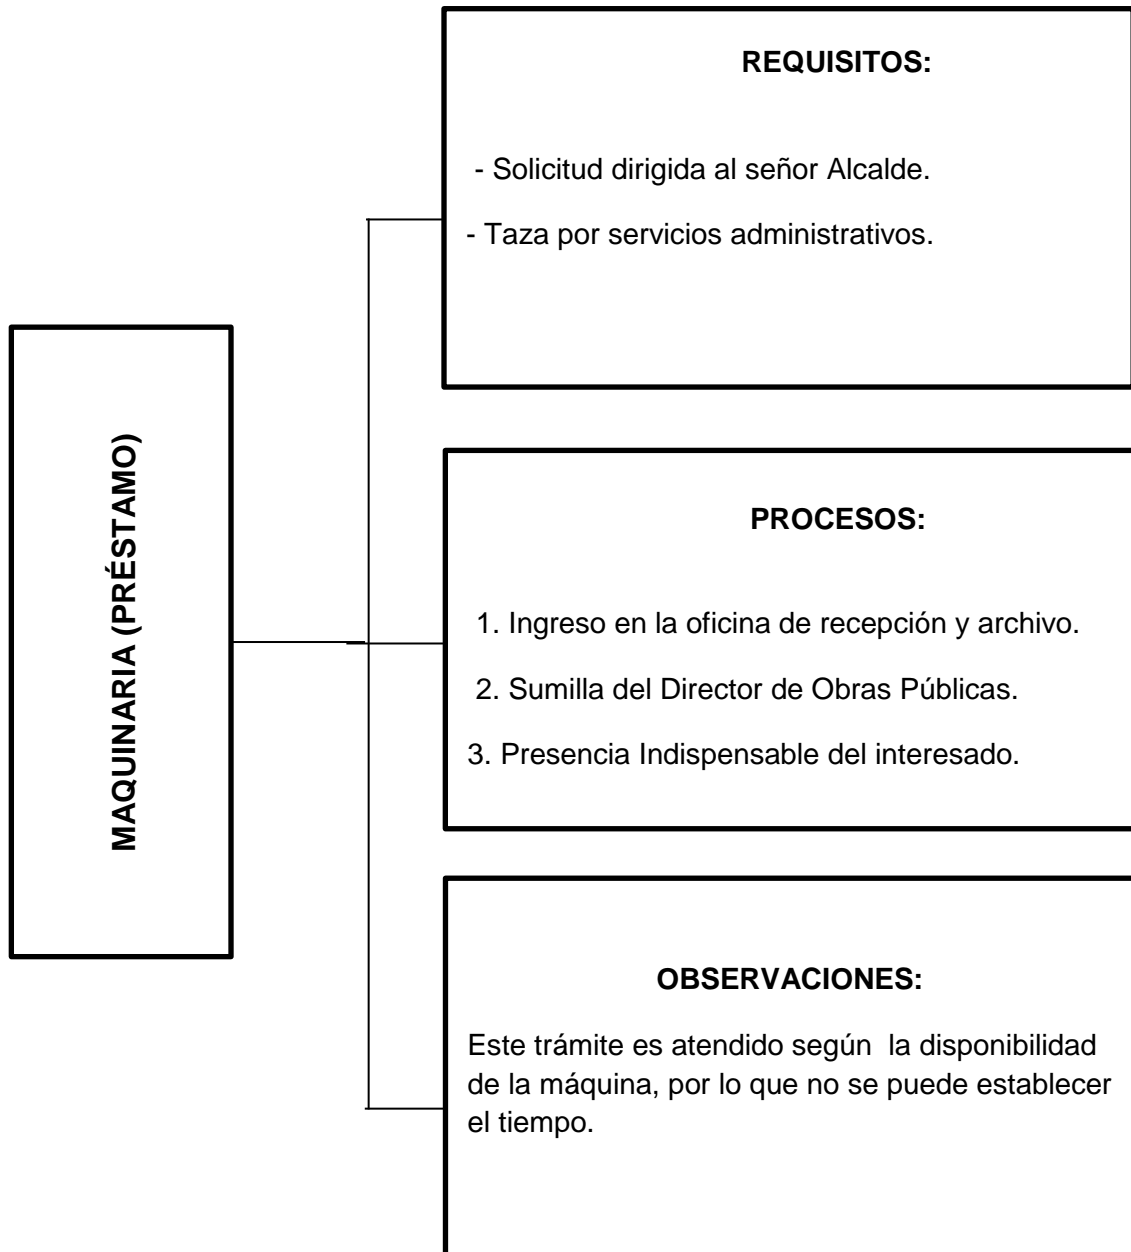 MAQUINARIA (PRÉSTAMO)
REQUISITOS:
- Solicitud dirigida al señor Alcalde.
- Taza por servicios administrativos.
PROCESOS:
1. Ingreso en la oficina de recepción y archivo.
2. Sumilla del Director de Obras Públicas.
3. Presencia Indispensable del interesado.
OBSERVACIONES:
Este trámite es atendido según la disponibilidad
de la máquina, por lo que no se puede establecer
el tiempo.